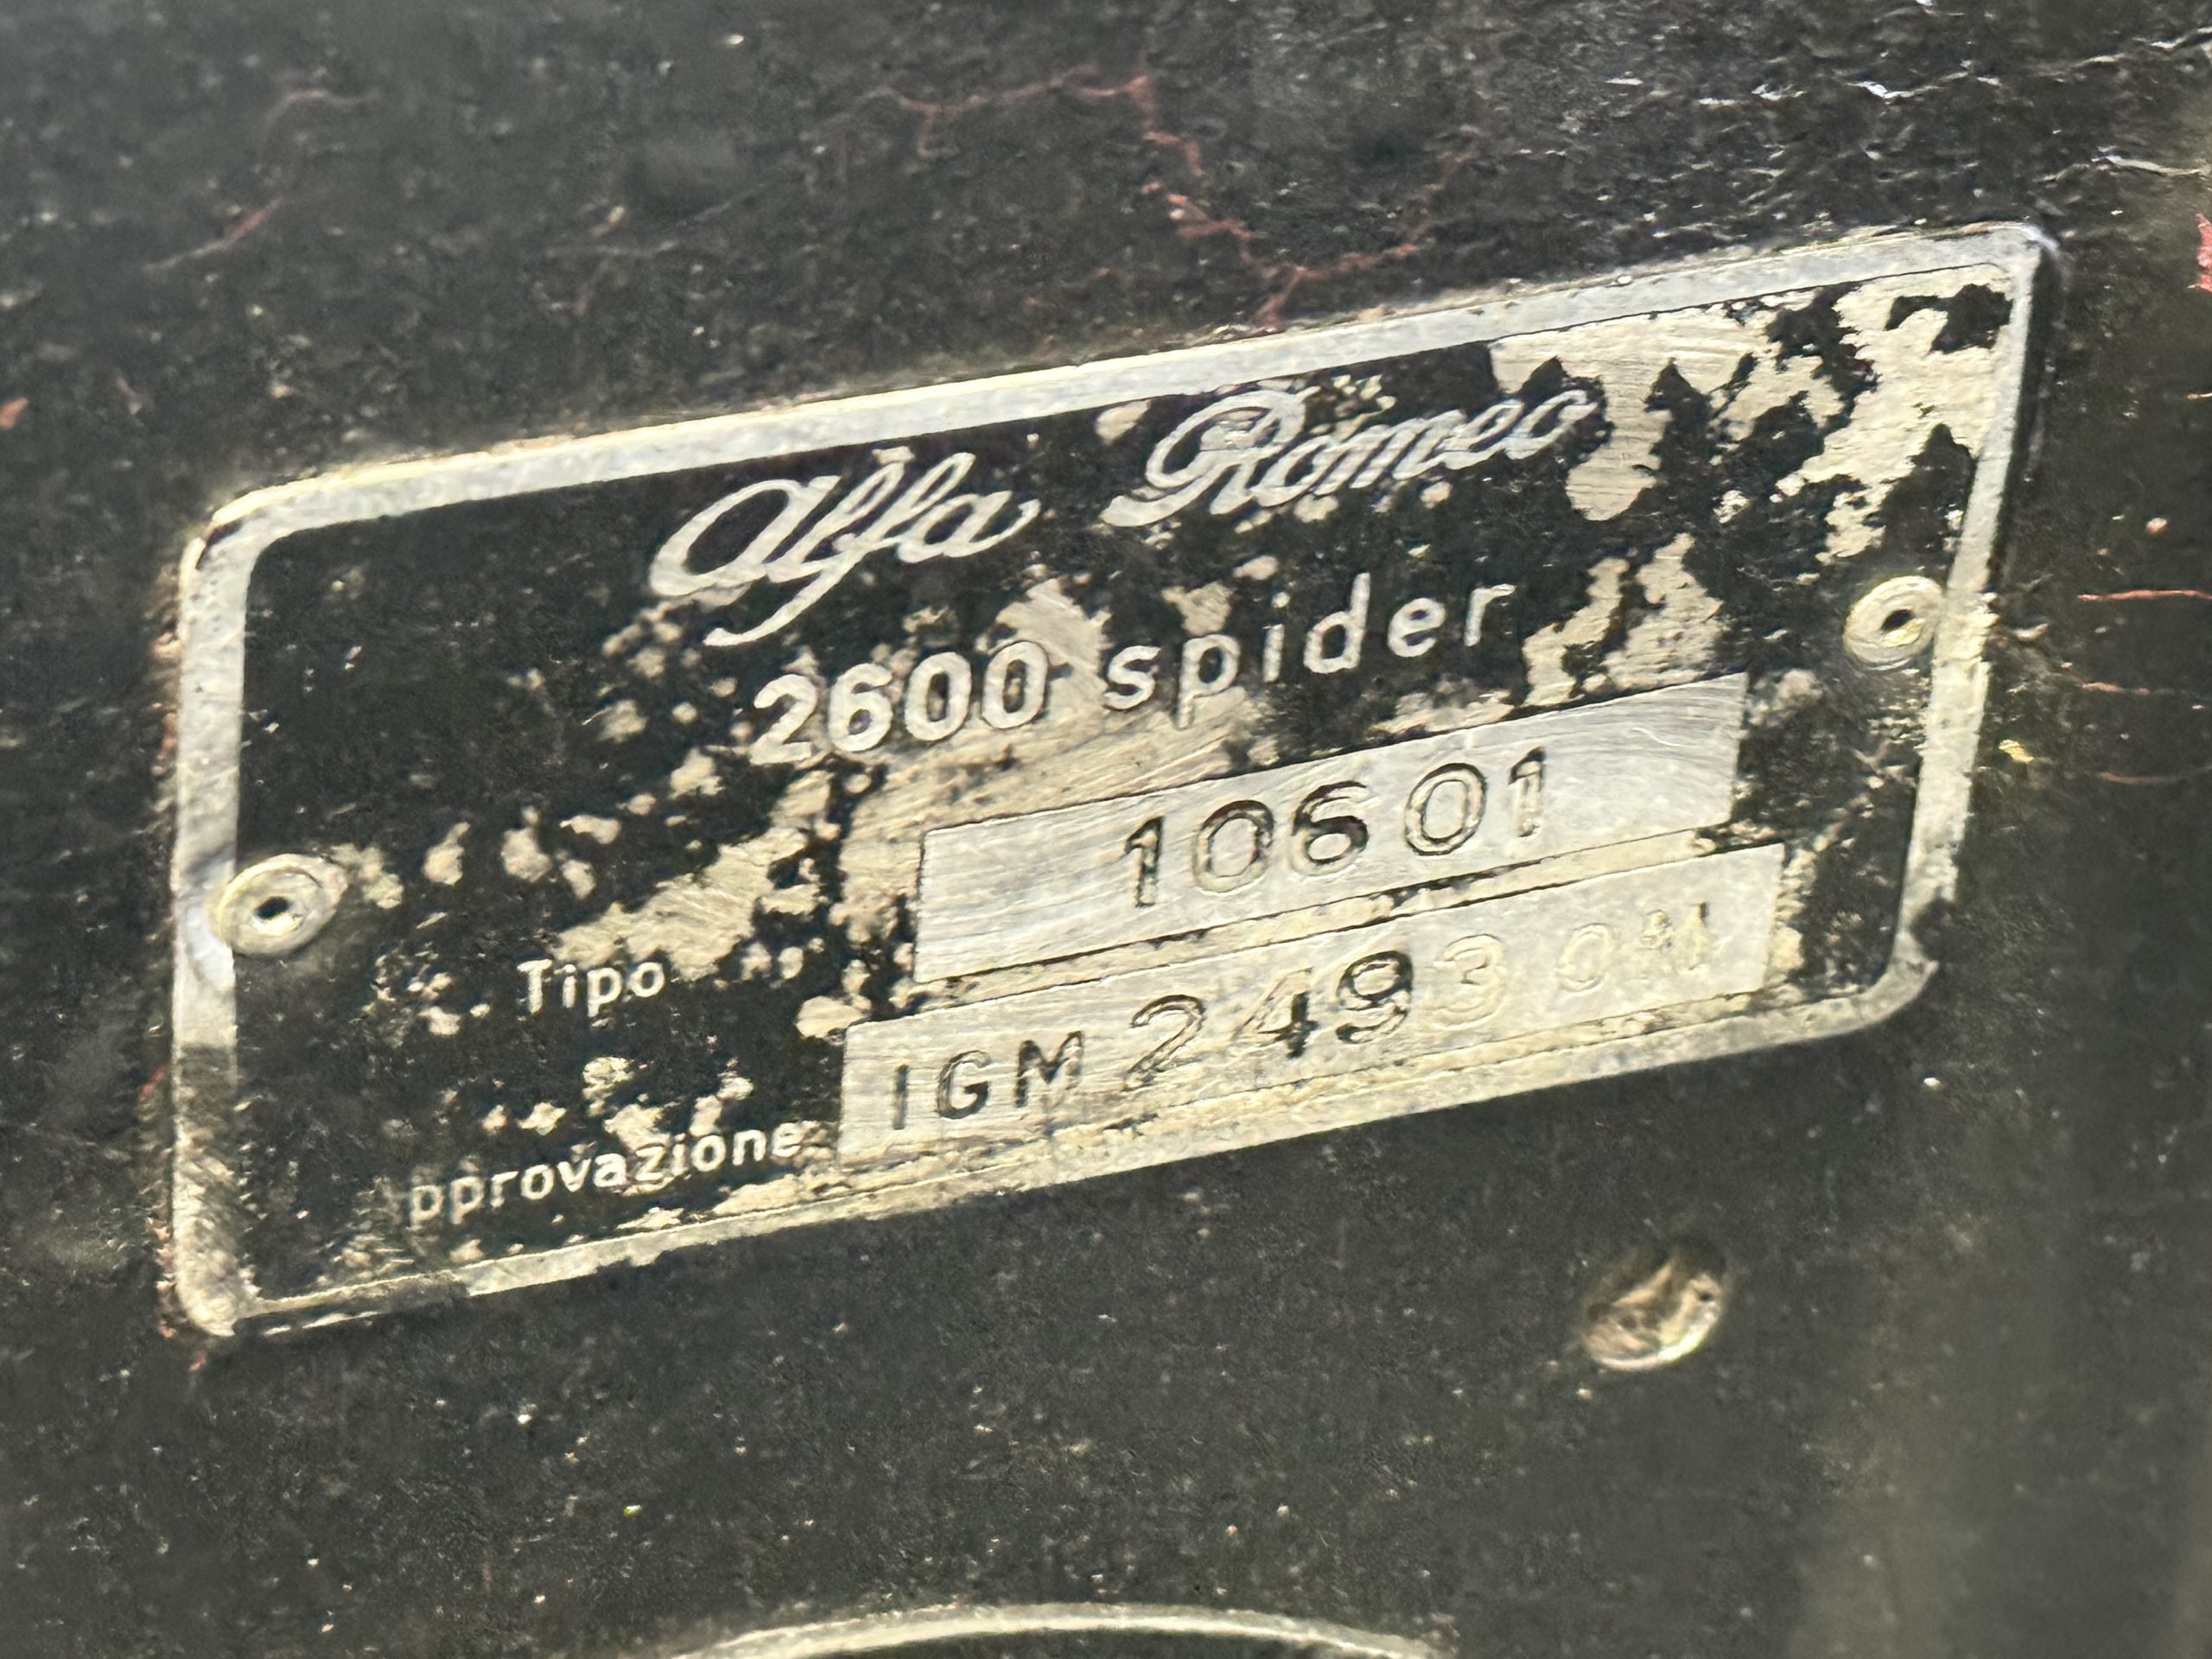 Alfa Romeo
2600 spider
Tipo 10601
pprovazione IGM 2493 OM